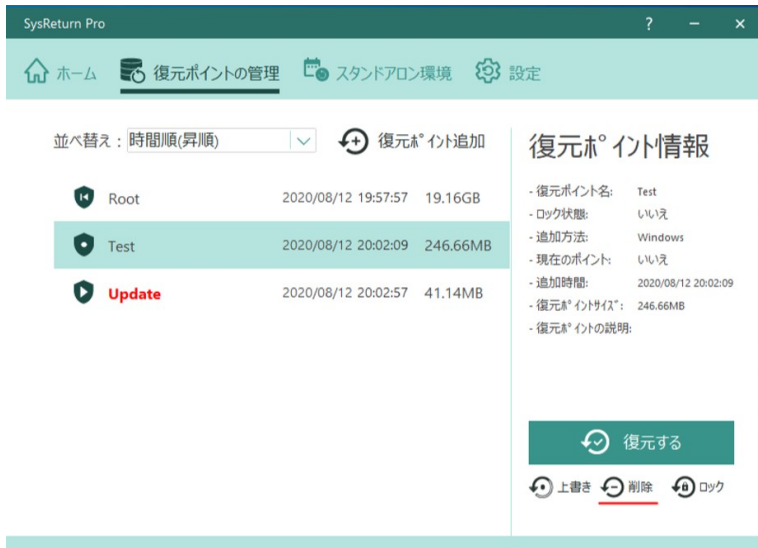 SysReturn Pro
ホーム 復元ポイントの管理 スタンドアロン環境 設定
並べ替え：時間順(昇順) 復元ﾎﾟｲﾝﾄ追加
Root 2020/08/12 19:57:57 19.16GB
Test 2020/08/12 20:02:09 246.66MB
Update 2020/08/12 20:02:57 41.14MB
復元ﾎﾟｲﾝﾄ情報
- 復元ポイント名: Test
- ロック状態: いいえ
- 追加方法: Windows
- 現在のポイント: いいえ
- 追加時間: 2020/08/12 20:02:09
- 復元ﾎﾟｲﾝﾄｻｲｽﾞ: 246.66MB
- 復元ﾎﾟｲﾝﾄの説明:
復元する
上書き 削除 ロック